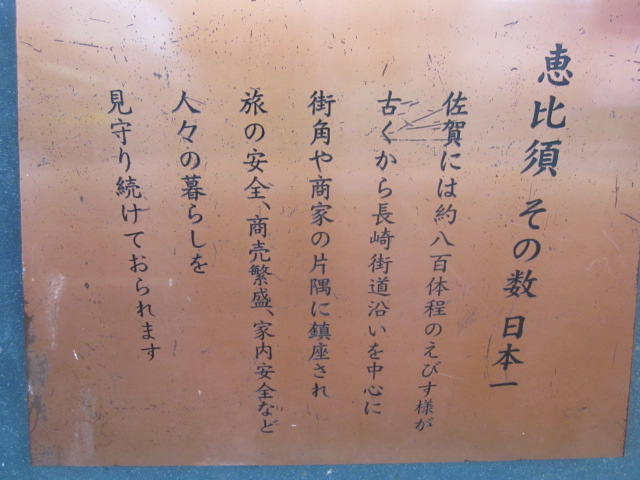 恵比須 その数 日本一
佐賀には約八百体程のえびす様が
古くから長崎街道沿いを中心に
街角や商家の片隅に鎮座され
旅の安全、商売繁盛、家内安全など
人々の暮らしを
見守り続けておられます